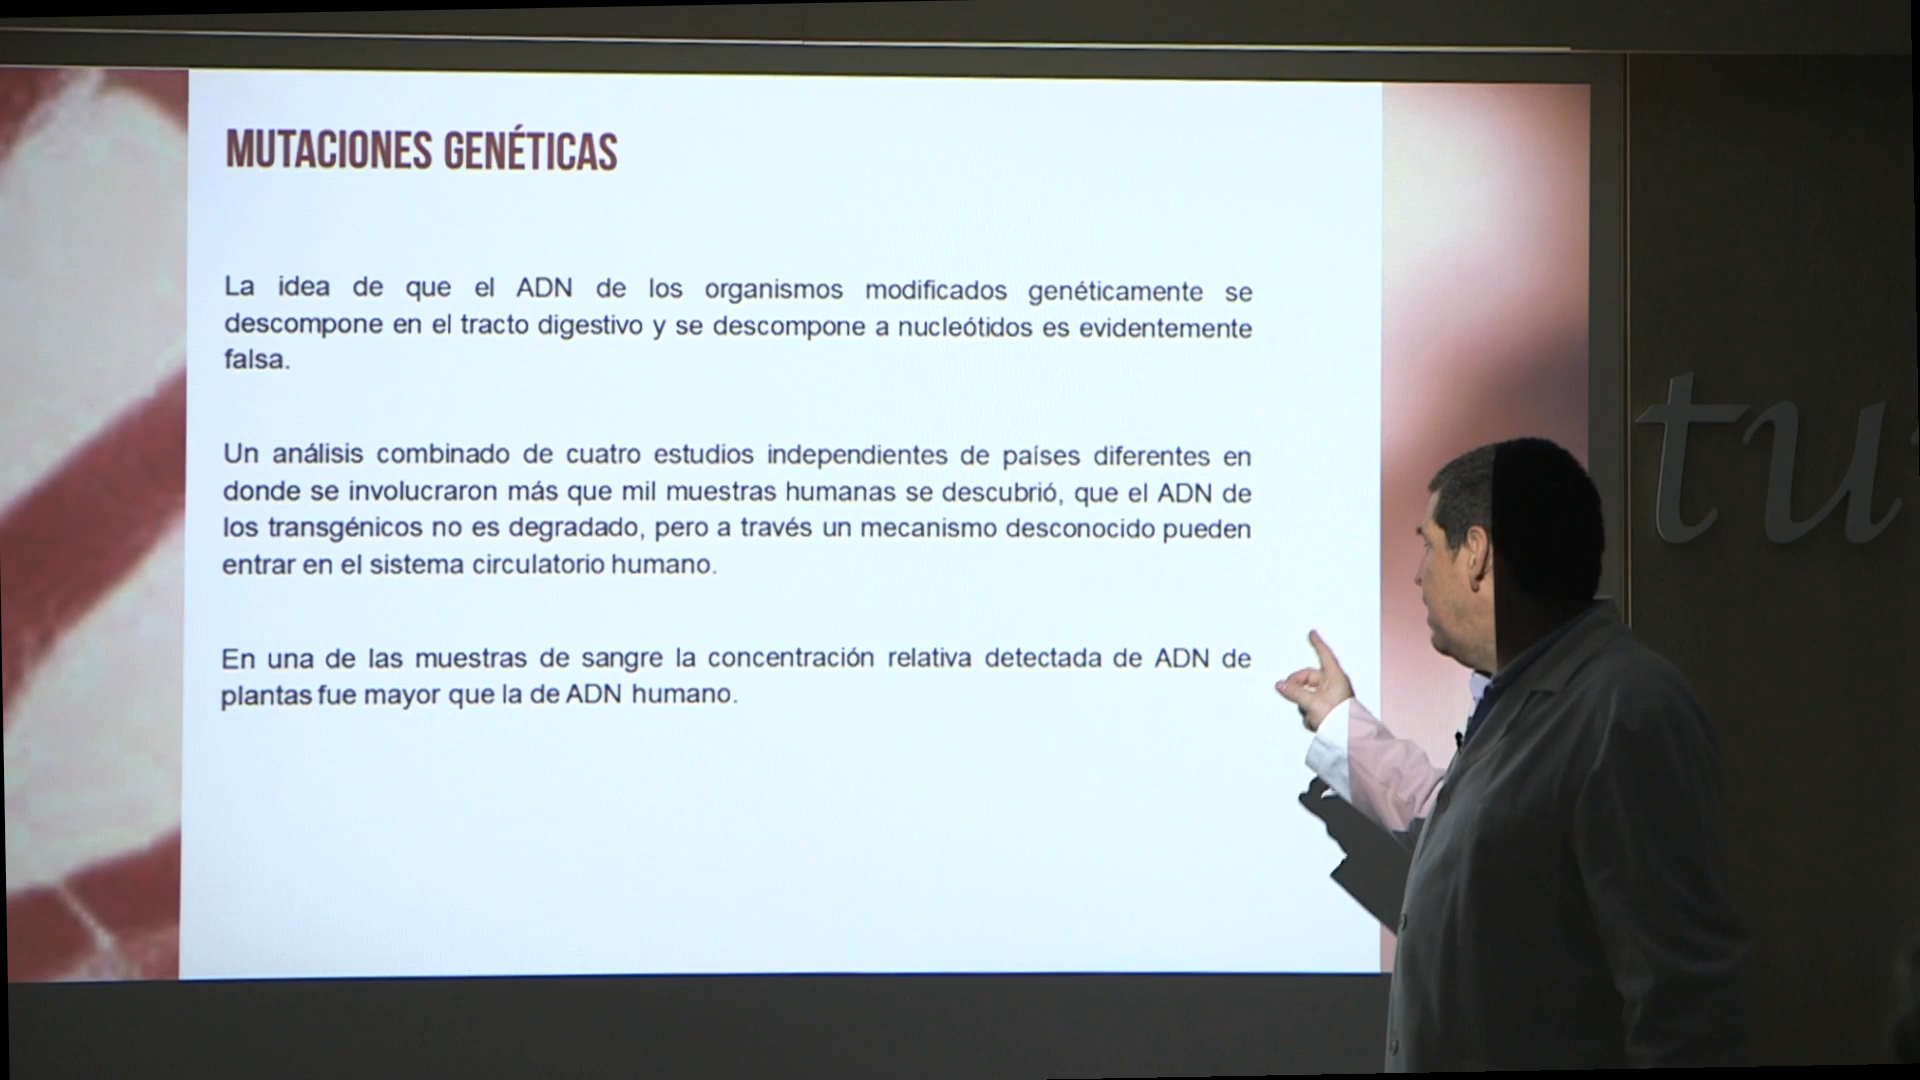 MUTACIONES GENÉTICAS
La idea de que el ADN de los organismos modificados genéticamente se
descompone en el tracto digestivo y se descompone a nucleótidos es evidentemente
falsa.
Un análisis combinado de cuatro estudios independientes de países diferentes en
donde se involucraron más que mil muestras humanas se descubrió, que el ADN de
los transgénicos no es degradado, pero a través un mecanismo desconocido pueden
entrar en el sistema circulatorio humano.
En una de las muestras de sangre la concentración relativa detectada de ADN de
plantas fue mayor que la de ADN humano.
tu